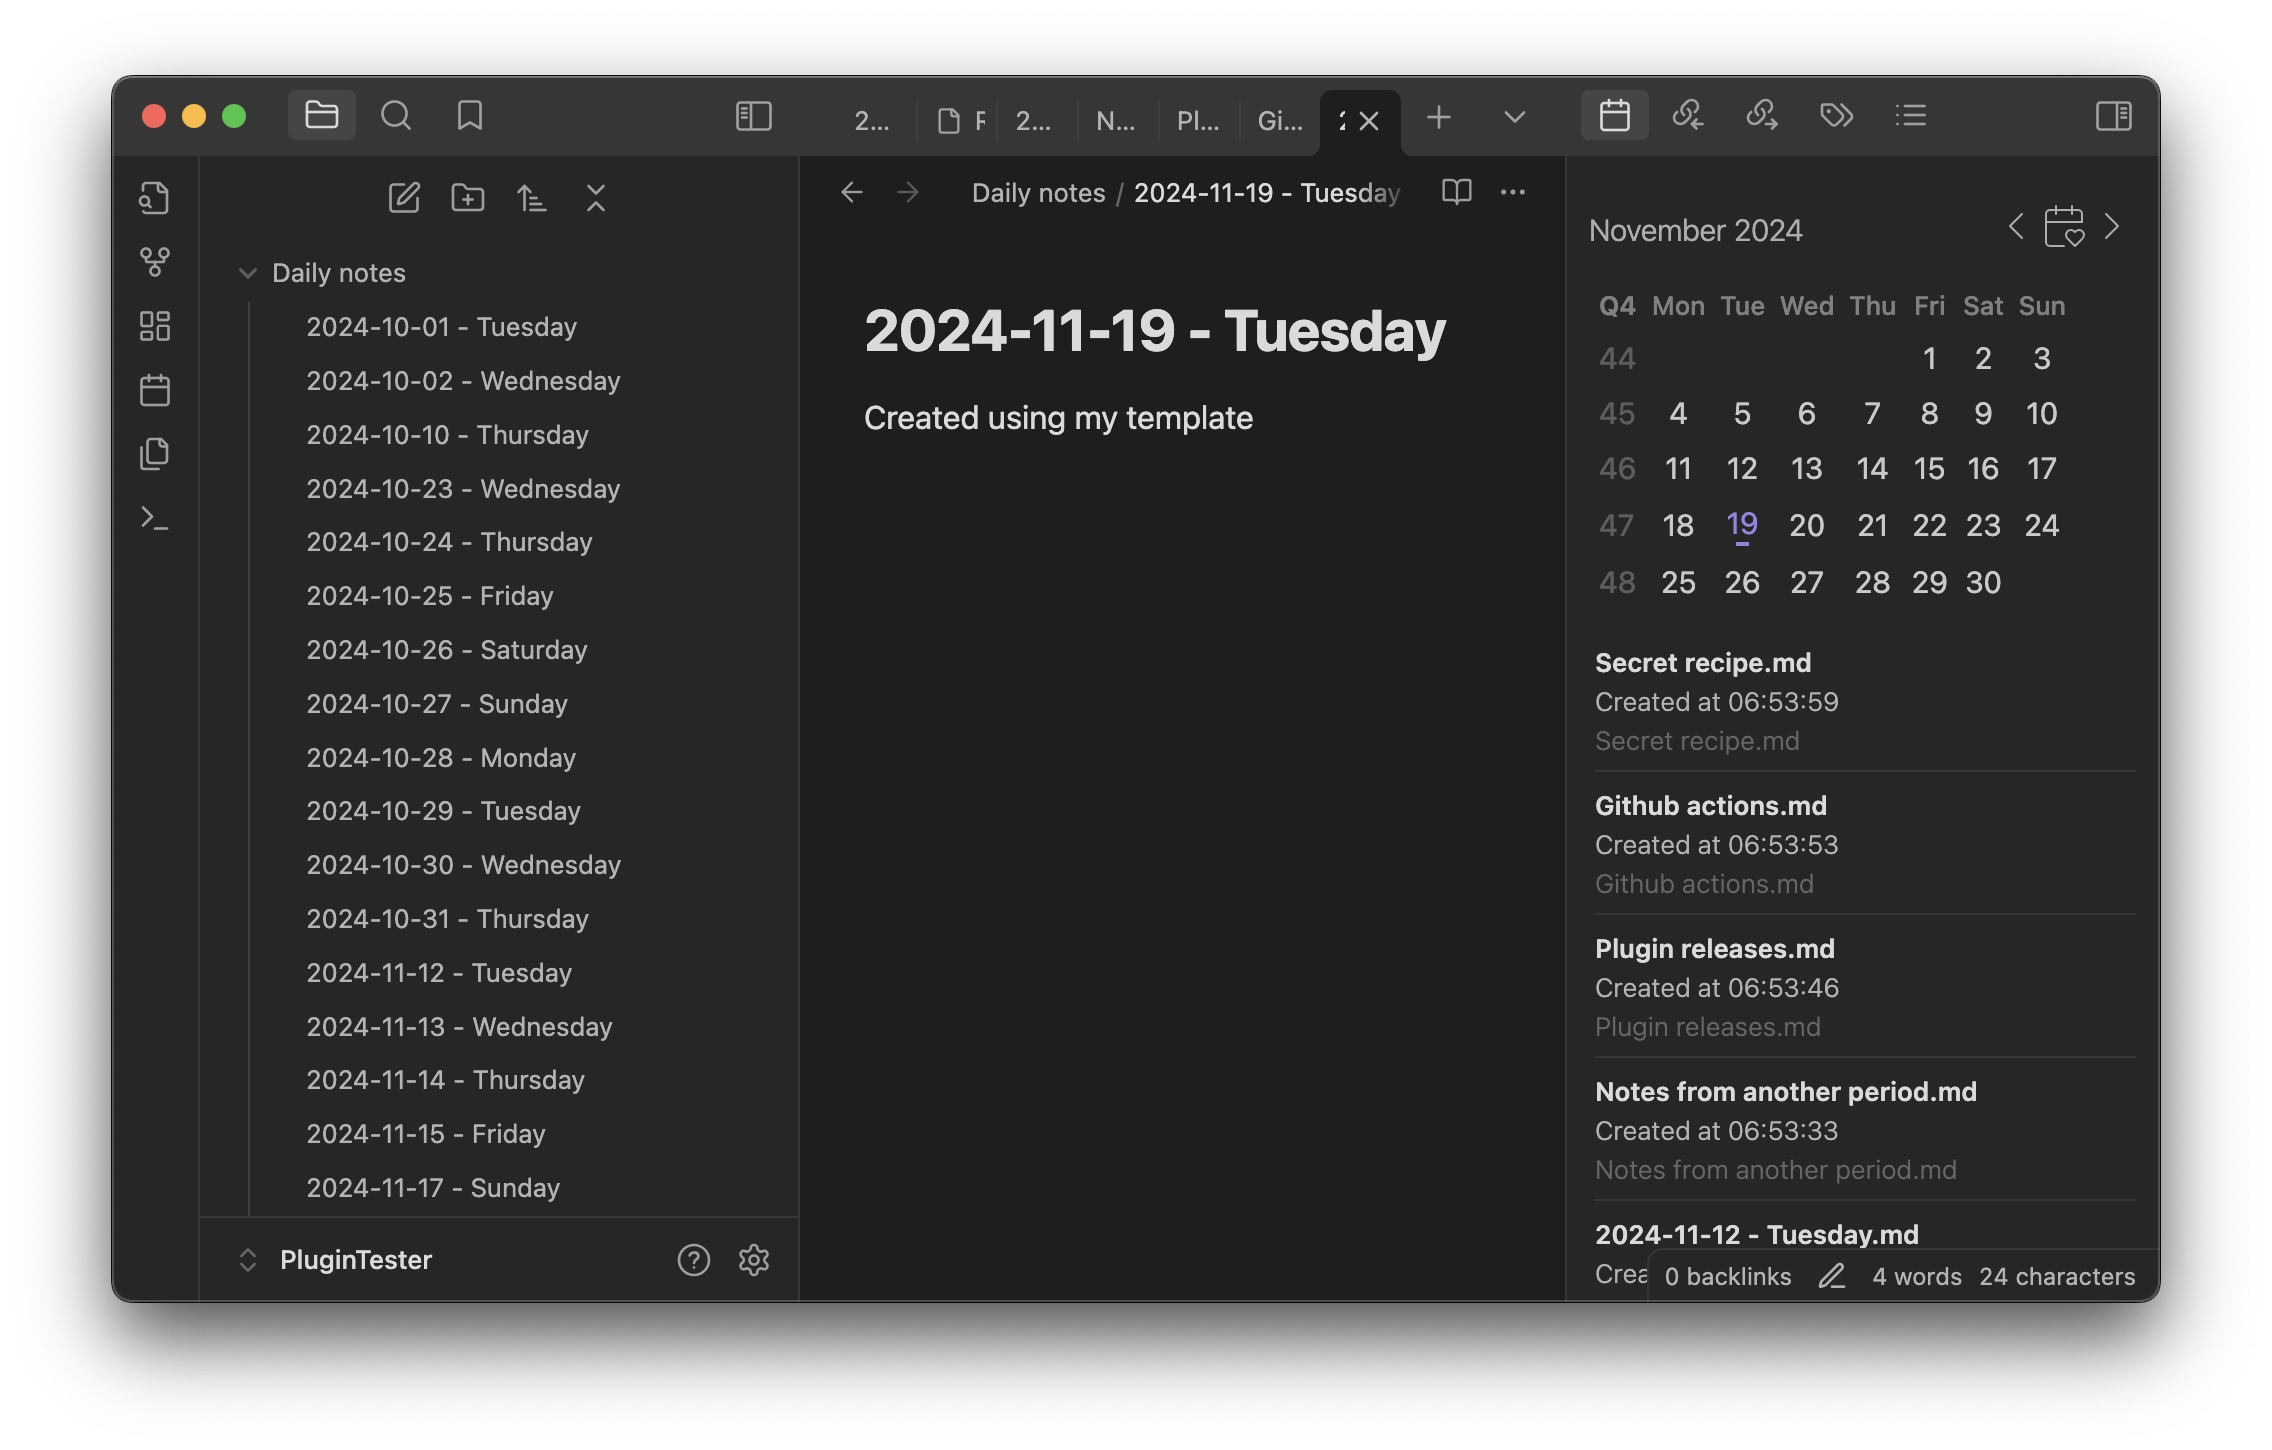 2...
F
2...
N...
Pl...
Gi...
Daily notes
2024-10-01 - Tuesday
2024-10-02 - Wednesday
2024-10-10 - Thursday
2024-10-23 - Wednesday
2024-10-24 - Thursday
2024-10-25 - Friday
2024-10-26 - Saturday
2024-10-27 - Sunday
2024-10-28 - Monday
2024-10-29 - Tuesday
2024-10-30 - Wednesday
2024-10-31 - Thursday
2024-11-12 - Tuesday
2024-11-13 - Wednesday
2024-11-14 - Thursday
2024-11-15 - Friday
2024-11-17 - Sunday
PluginTester
Daily notes / 2024-11-19 - Tuesday
2024-11-19 - Tuesday
Created using my template
November 2024
Q4 Mon Tue Wed Thu Fri Sat Sun
44 1 2 3
45 4 5 6 7 8 9 10
46 11 12 13 14 15 16 17
47 18 19 20 21 22 23 24
48 25 26 27 28 29 30
Secret recipe.md
Created at 06:53:59
Secret recipe.md
Github actions.md
Created at 06:53:53
Github actions.md
Plugin releases.md
Created at 06:53:46
Plugin releases.md
Notes from another period.md
Created at 06:53:33
Notes from another period.md
2024-11-12 - Tuesday.md
Crea
0 backlinks 4 words 24 characters